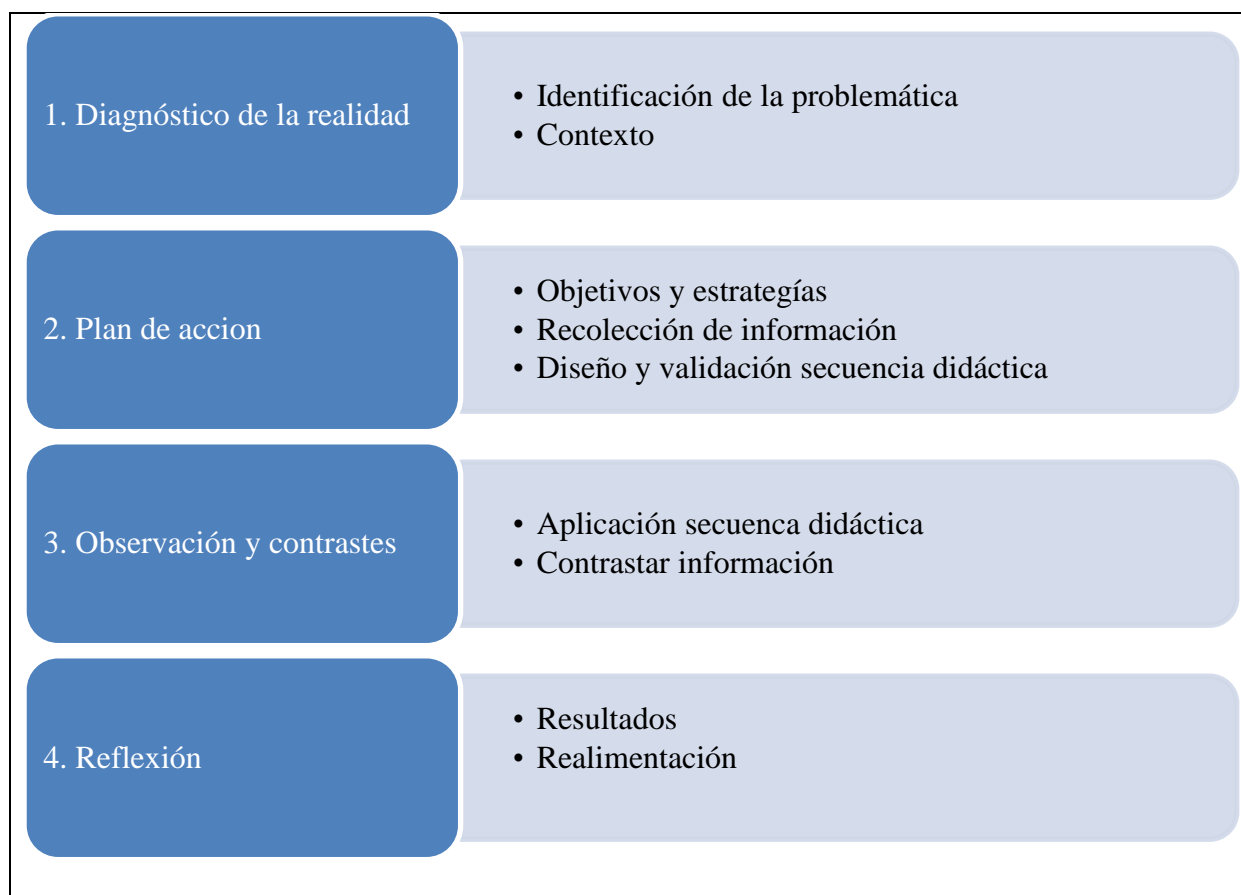 1. Diagnóstico de la realidad
• Identificación de la problemática
• Contexto
2. Plan de accion
• Objetivos y estrategías
• Recolección de información
• Diseño y validación secuencia didáctica
3. Observación y contrastes
• Aplicación secuenca didáctica
• Contrastar información
4. Reflexión
• Resultados
• Realimentación